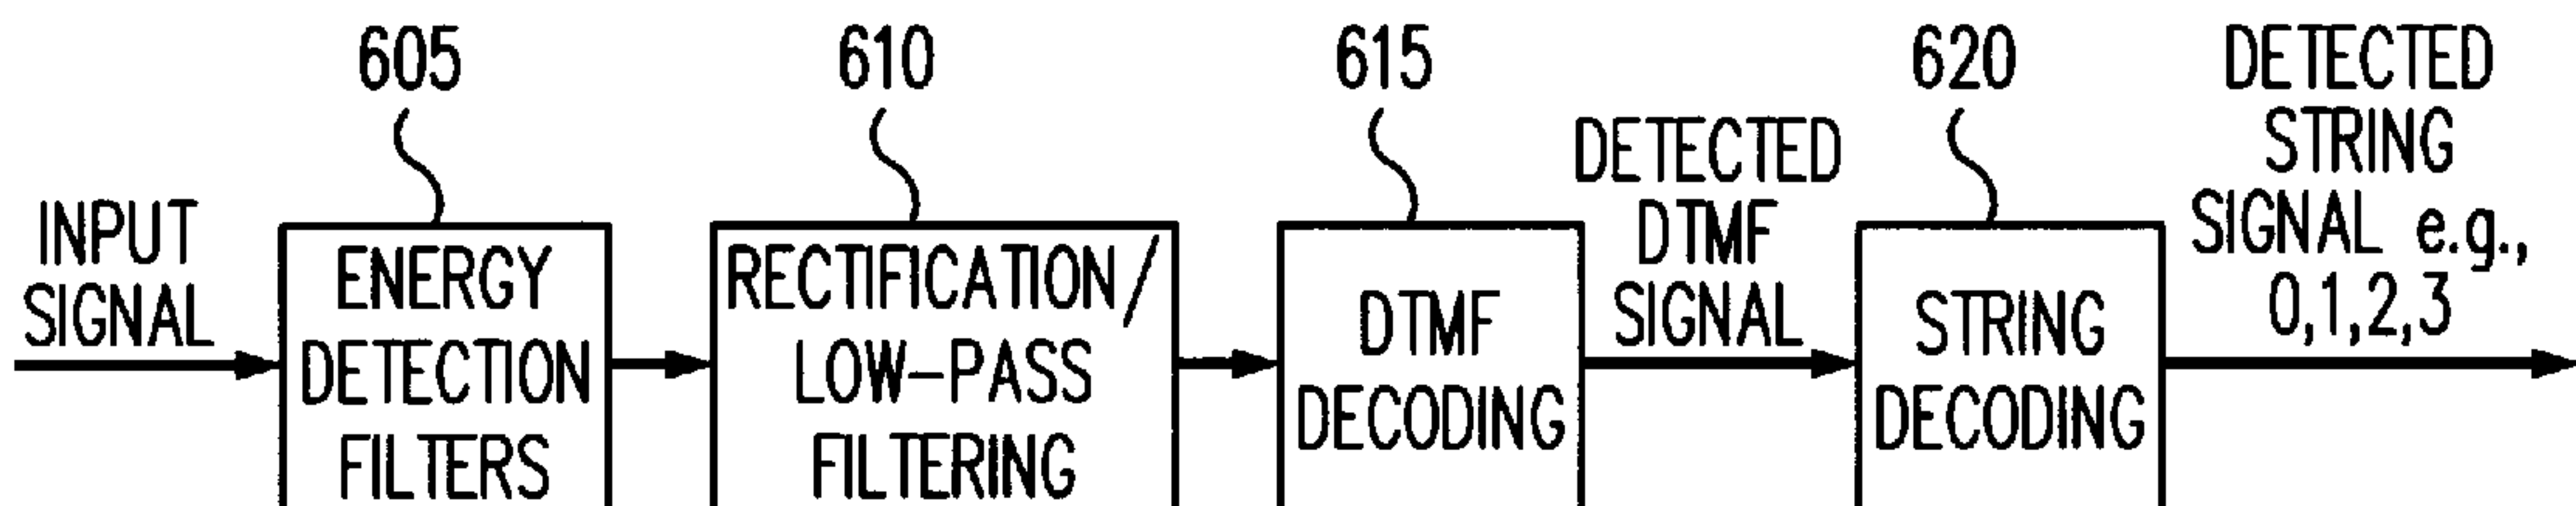 605
610
615
620
INPUT
SIGNAL
ENERGY
DETECTION
FILTERS
RECTIFICATION/
LOW-PASS
FILTERING
DTMF
DECODING
DETECTED
DTMF
SIGNAL
STRING
DECODING
DETECTED
STRING
SIGNAL e.g.,
0,1,2,3